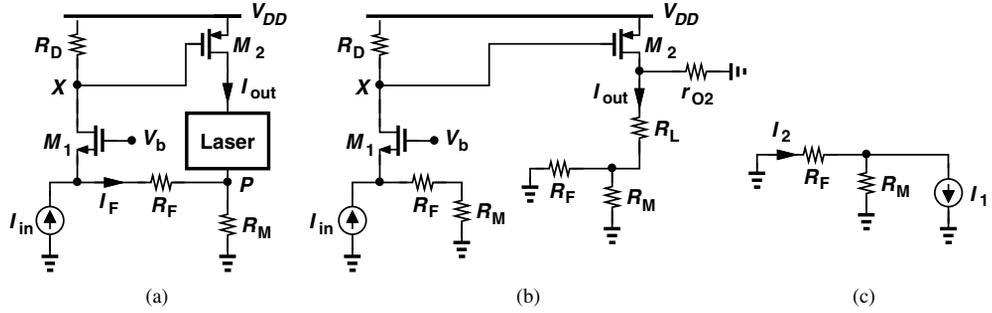 V_DD
R_D
M_2
X
I_out
M_1
V_b
Laser
P
I_in
I_F
R_F
R_M
(a)
V_DD
R_D
M_2
X
I_out
r_O2
R_L
M_1
V_b
R_F
R_M
I_in
R_F
R_M
(b)
I_2
R_F
R_M
I_1
(c)